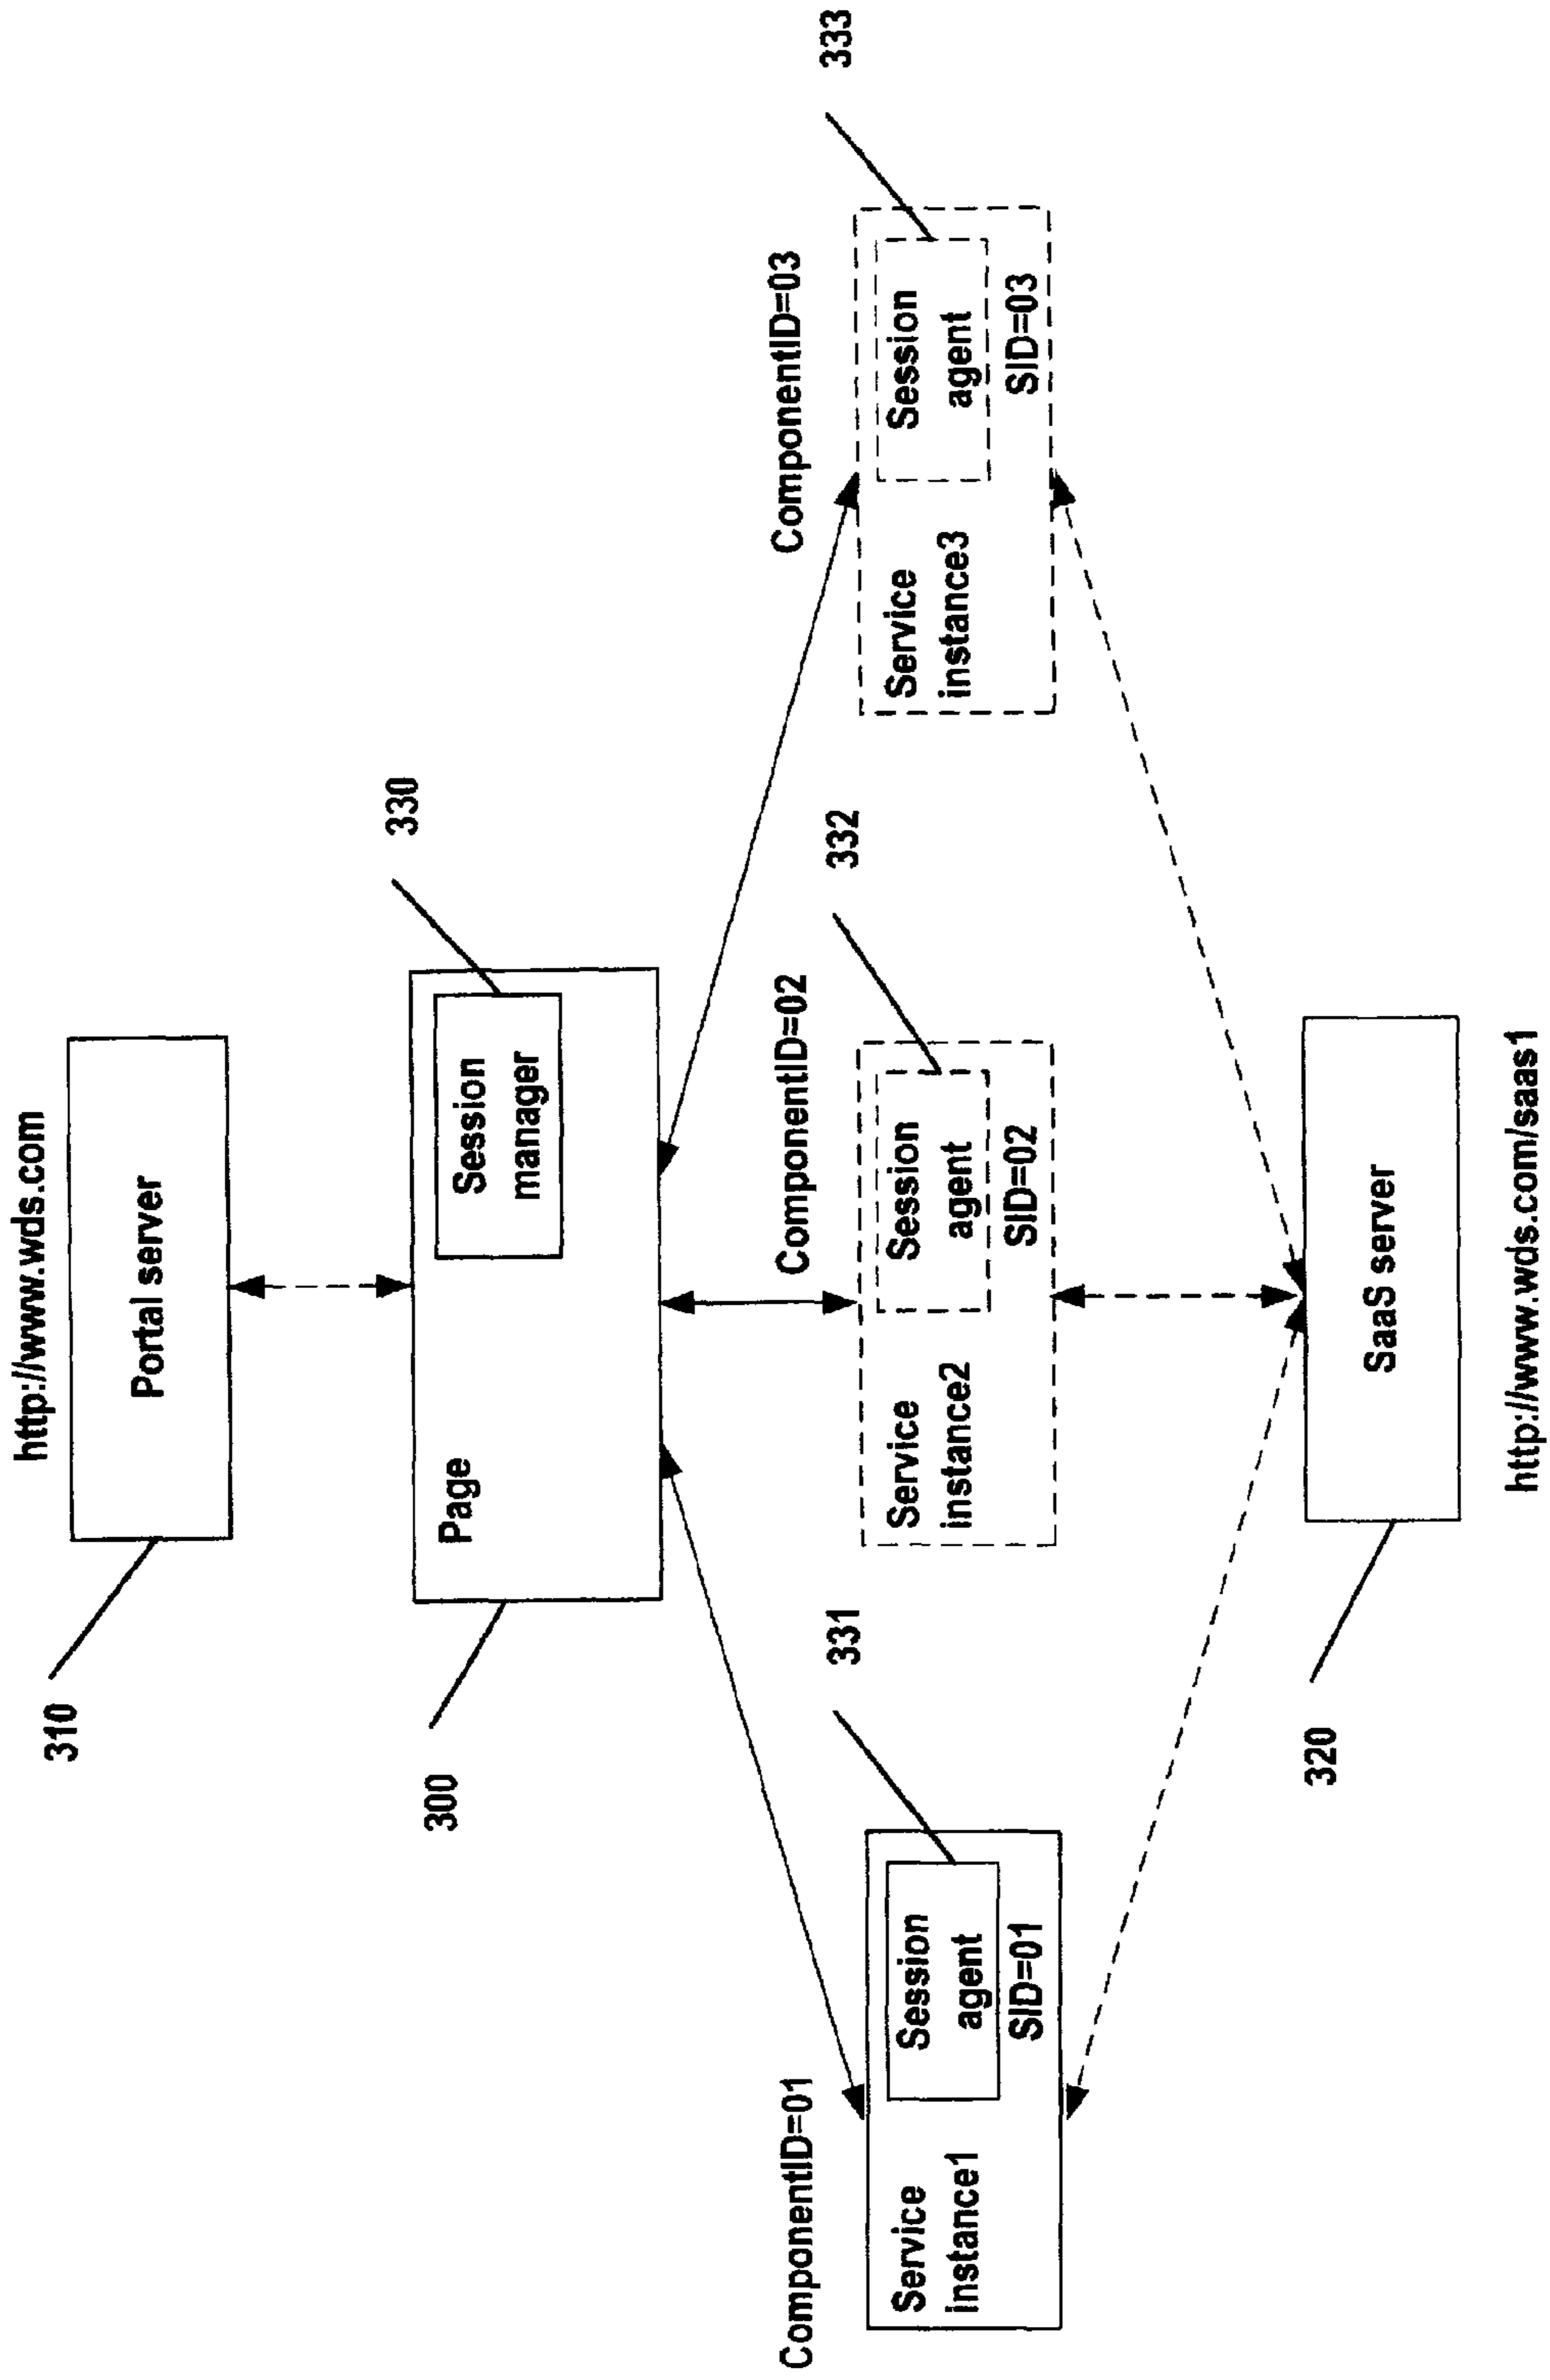 http://www.wds.com
310
Portal server
300
Page
Session
manager
330
ComponentID=01
331
Service
instance1
Session
agent
SID=01
ComponentID=02
332
Service
instance2
Session
agent
SID=02
ComponentID=03
333
Service
instance3
Session
agent
SID=03
320
SaaS server
http://www.wds.com/saas1